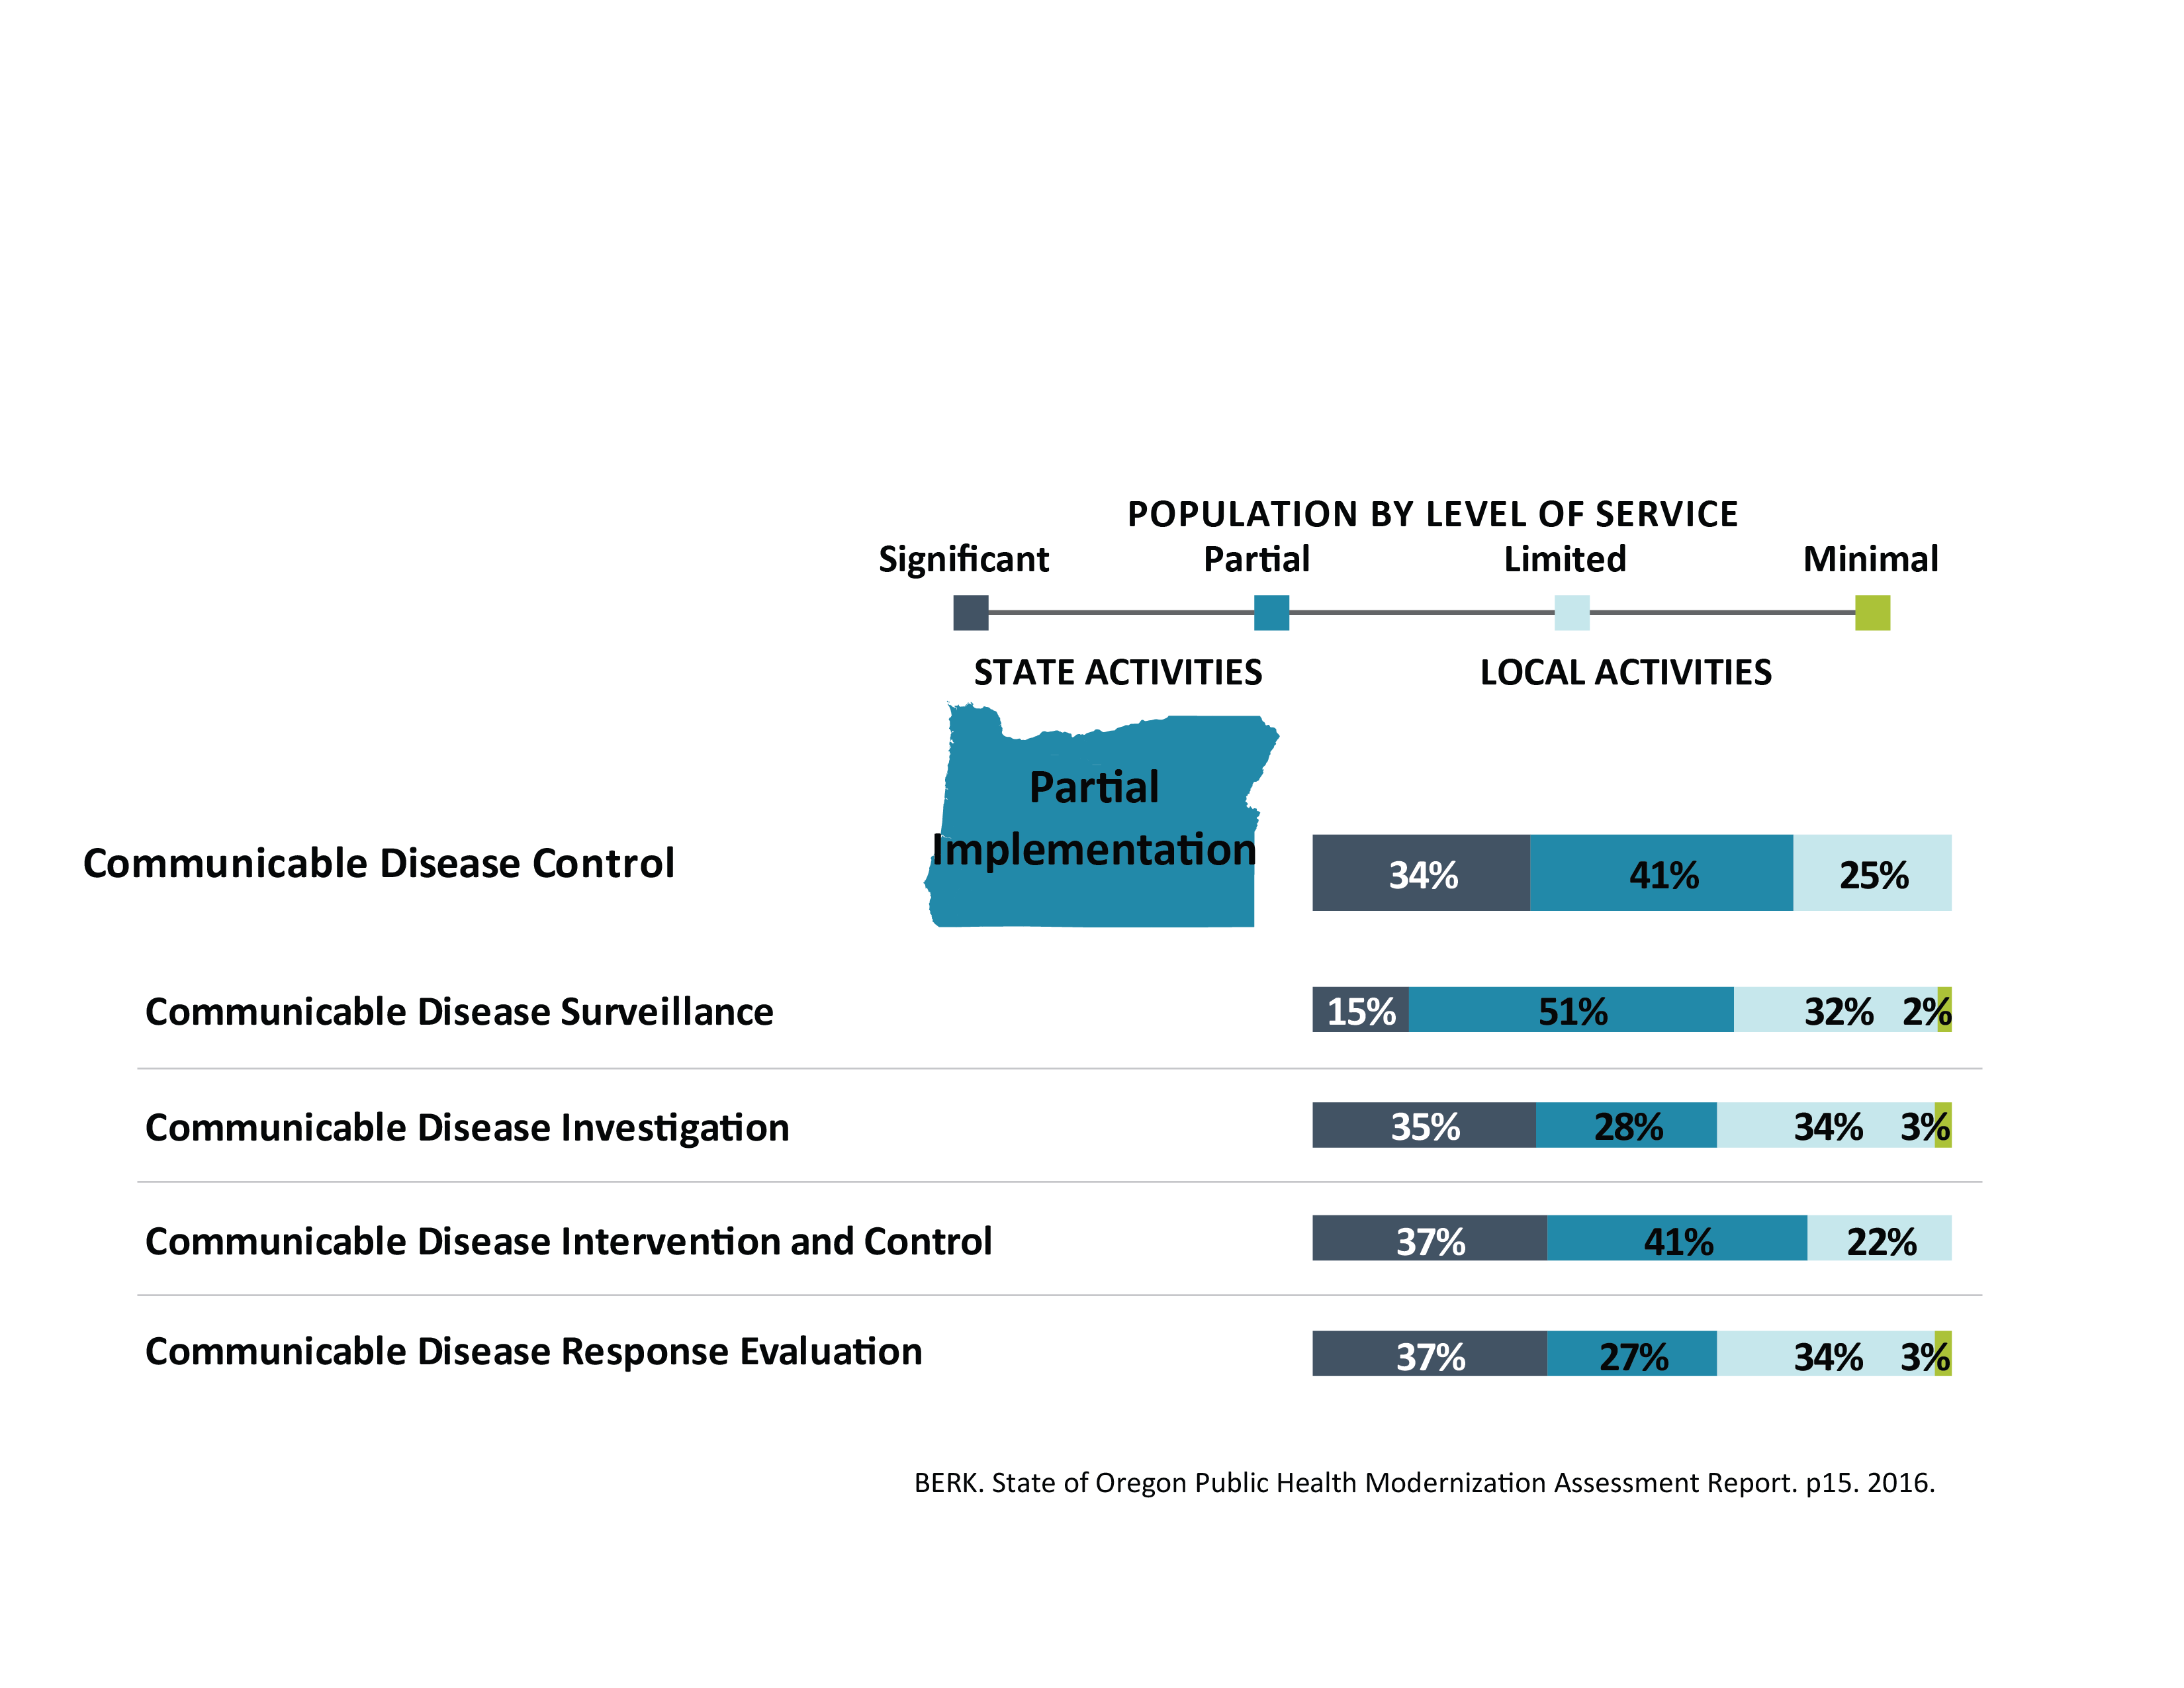 POPULATION BY LEVEL OF SERVICE
Significant Partial Limited Minimal
STATE ACTIVITIES LOCAL ACTIVITIES
Partial
Implementation
Communicable Disease Control 34% 41% 25%
Communicable Disease Surveillance 15% 51% 32% 2%
Communicable Disease Investigation 35% 28% 34% 3%
Communicable Disease Intervention and Control 37% 41% 22%
Communicable Disease Response Evaluation 37% 27% 34% 3%
BERK. State of Oregon Public Health Modernization Assessment Report. p15. 2016.